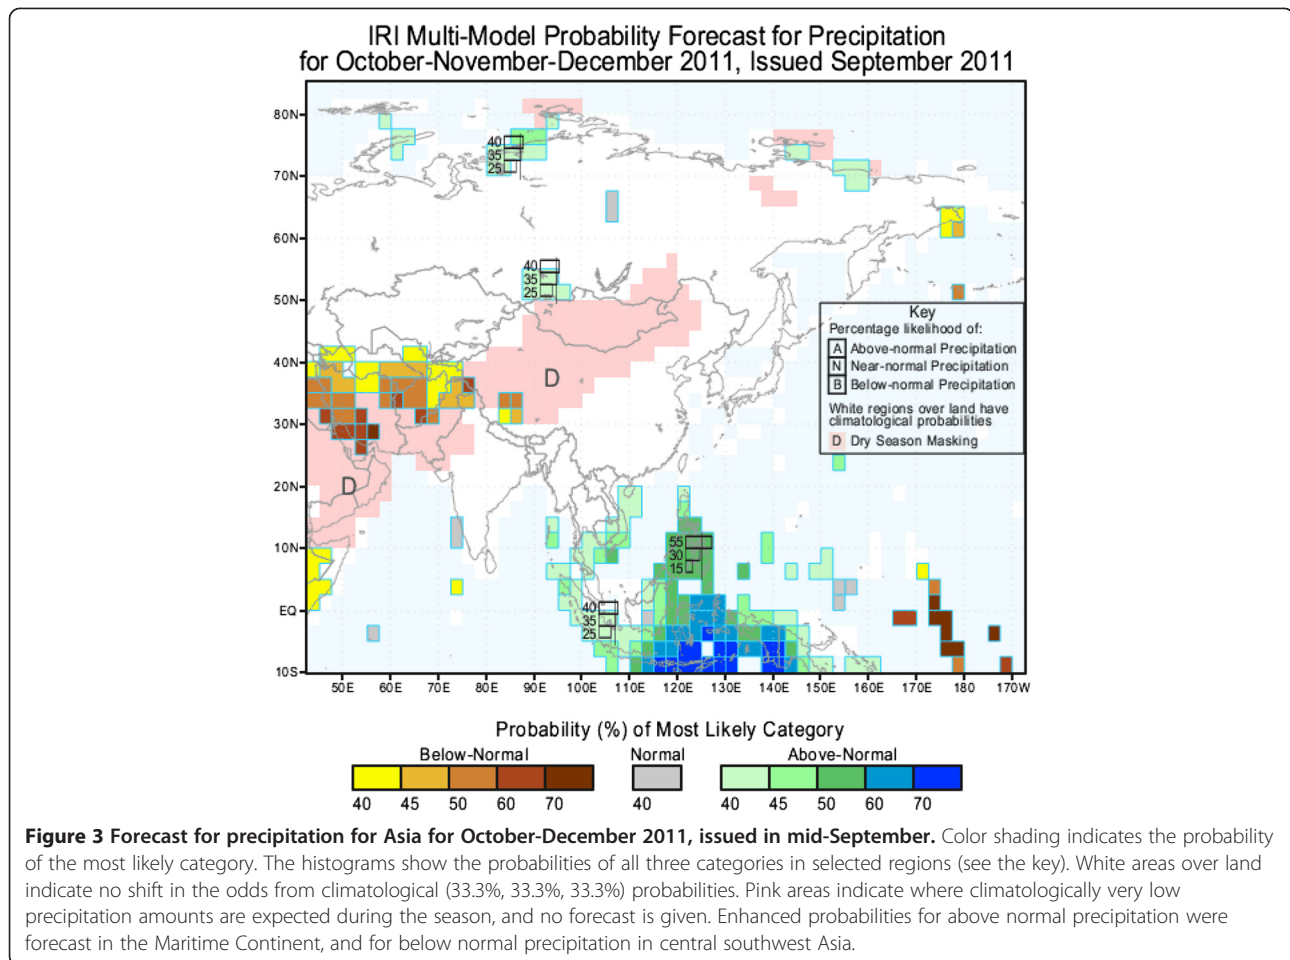 IRI Multi-Model Probability Forecast for Precipitation
for October-November-December 2011, Issued September 2011
80N
70N
60N
50N
40N
30N
20N
10N
EQ
10S
50E 60E 70E 80E 90E 100E 110E 120E 130E 140E 150E 160E 170E 180 170W
40
35
25
40
35
25
D
D
55
30
15
40
35
25
Key
Percentage likelihood of:
A Above-normal Precipitation
N Near-normal Precipitation
B Below-normal Precipitation
White regions over land have
climatological probabilities
D Dry Season Masking
Probability (%) of Most Likely Category
Below-Normal Normal Above-Normal
40 45 50 60 70 40 40 45 50 60 70
Figure 3 Forecast for precipitation for Asia for October-December 2011, issued in mid-September. Color shading indicates the probability
of the most likely category. The histograms show the probabilities of all three categories in selected regions (see the key). White areas over land
indicate no shift in the odds from climatological (33.3%, 33.3%, 33.3%) probabilities. Pink areas indicate where climatologically very low
precipitation amounts are expected during the season, and no forecast is given. Enhanced probabilities for above normal precipitation were
forecast in the Maritime Continent, and for below normal precipitation in central southwest Asia.